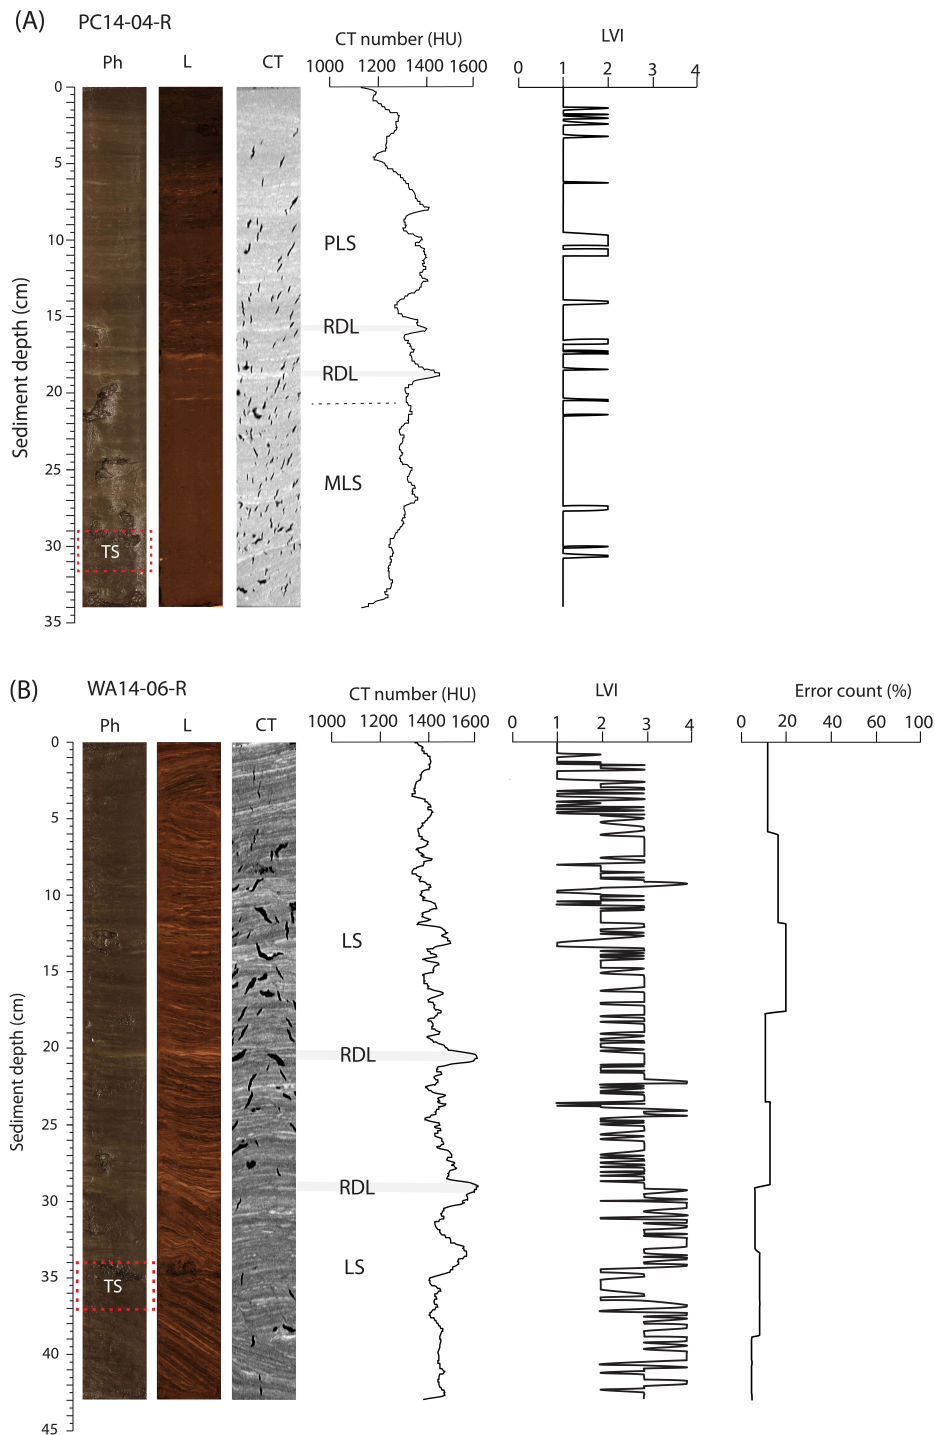 (A) PC14-04-R
Ph L CT CT number (HU) LVI
1000 1200 1400 1600 0 1 2 3 4
Sediment depth (cm)
0
5
10
15
20
25
30
35
PLS
RDL
RDL
MLS
TS
(B) WA14-06-R
Ph L CT CT number (HU) LVI Error count (%)
1000 1200 1400 1600 0 1 2 3 4 0 20 40 60 80 100
Sediment depth (cm)
0
5
10
15
20
25
30
35
40
45
LS
RDL
RDL
LS
TS